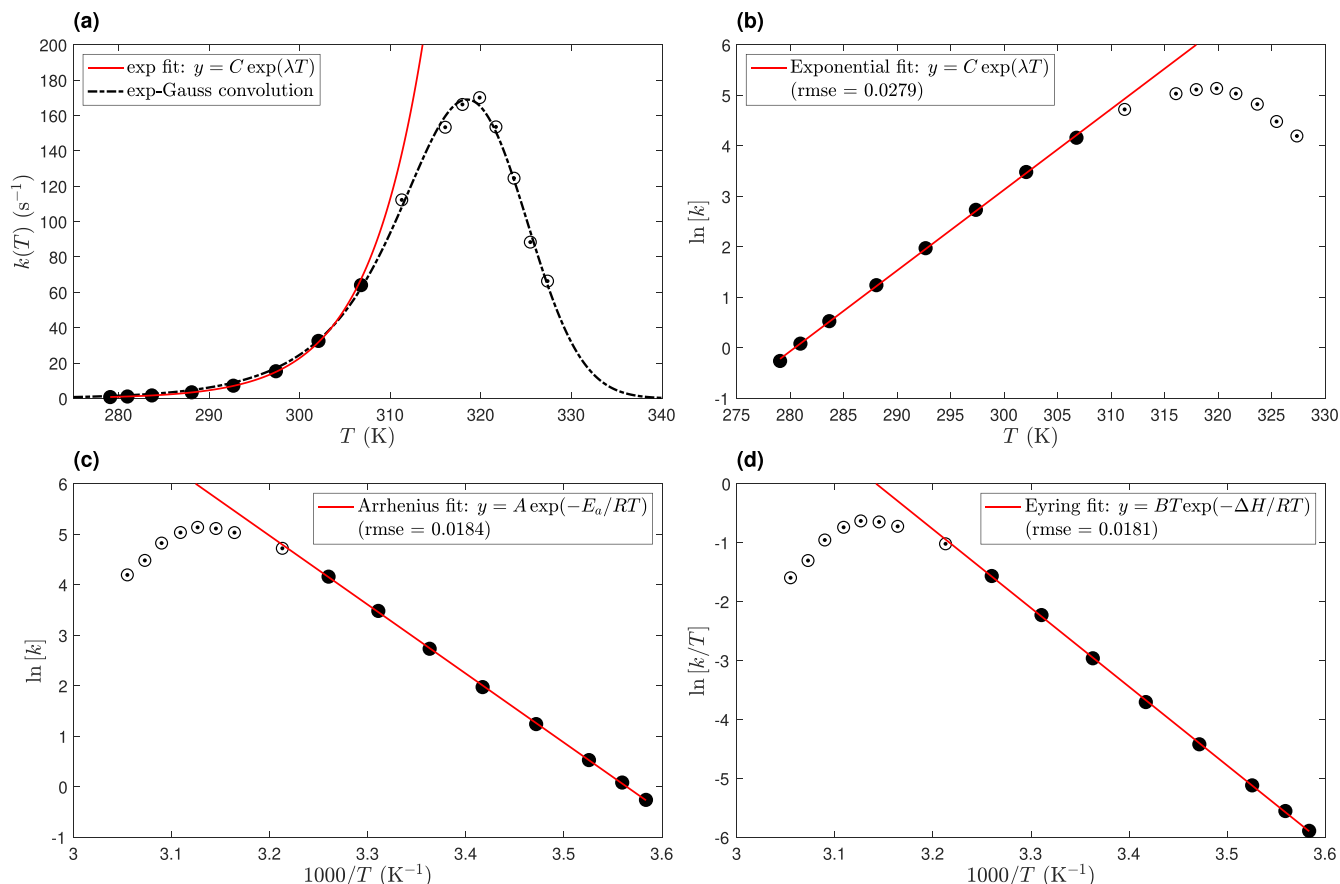 (a)
200
180
160
140
120
100
80
60
40
20
0
k(T) (s⁻¹)
exp fit: y = C exp(λT)
exp-Gauss convolution
280 290 300 310 320 330 340
T (K)
(b)
6
5
4
3
2
1
0
-1
ln [k]
Exponential fit: y = C exp(λT)
(rmse = 0.0279)
275 280 285 290 295 300 305 310 315 320 325 330
T (K)
(c)
6
5
4
3
2
1
0
-1
ln [k]
Arrhenius fit: y = A exp(−Eₐ/RT)
(rmse = 0.0184)
3 3.1 3.2 3.3 3.4 3.5 3.6
1000/T (K⁻¹)
(d)
0
-1
-2
-3
-4
-5
-6
ln [k/T]
Eyring fit: y = BT exp(−ΔH/RT)
(rmse = 0.0181)
3 3.1 3.2 3.3 3.4 3.5 3.6
1000/T (K⁻¹)